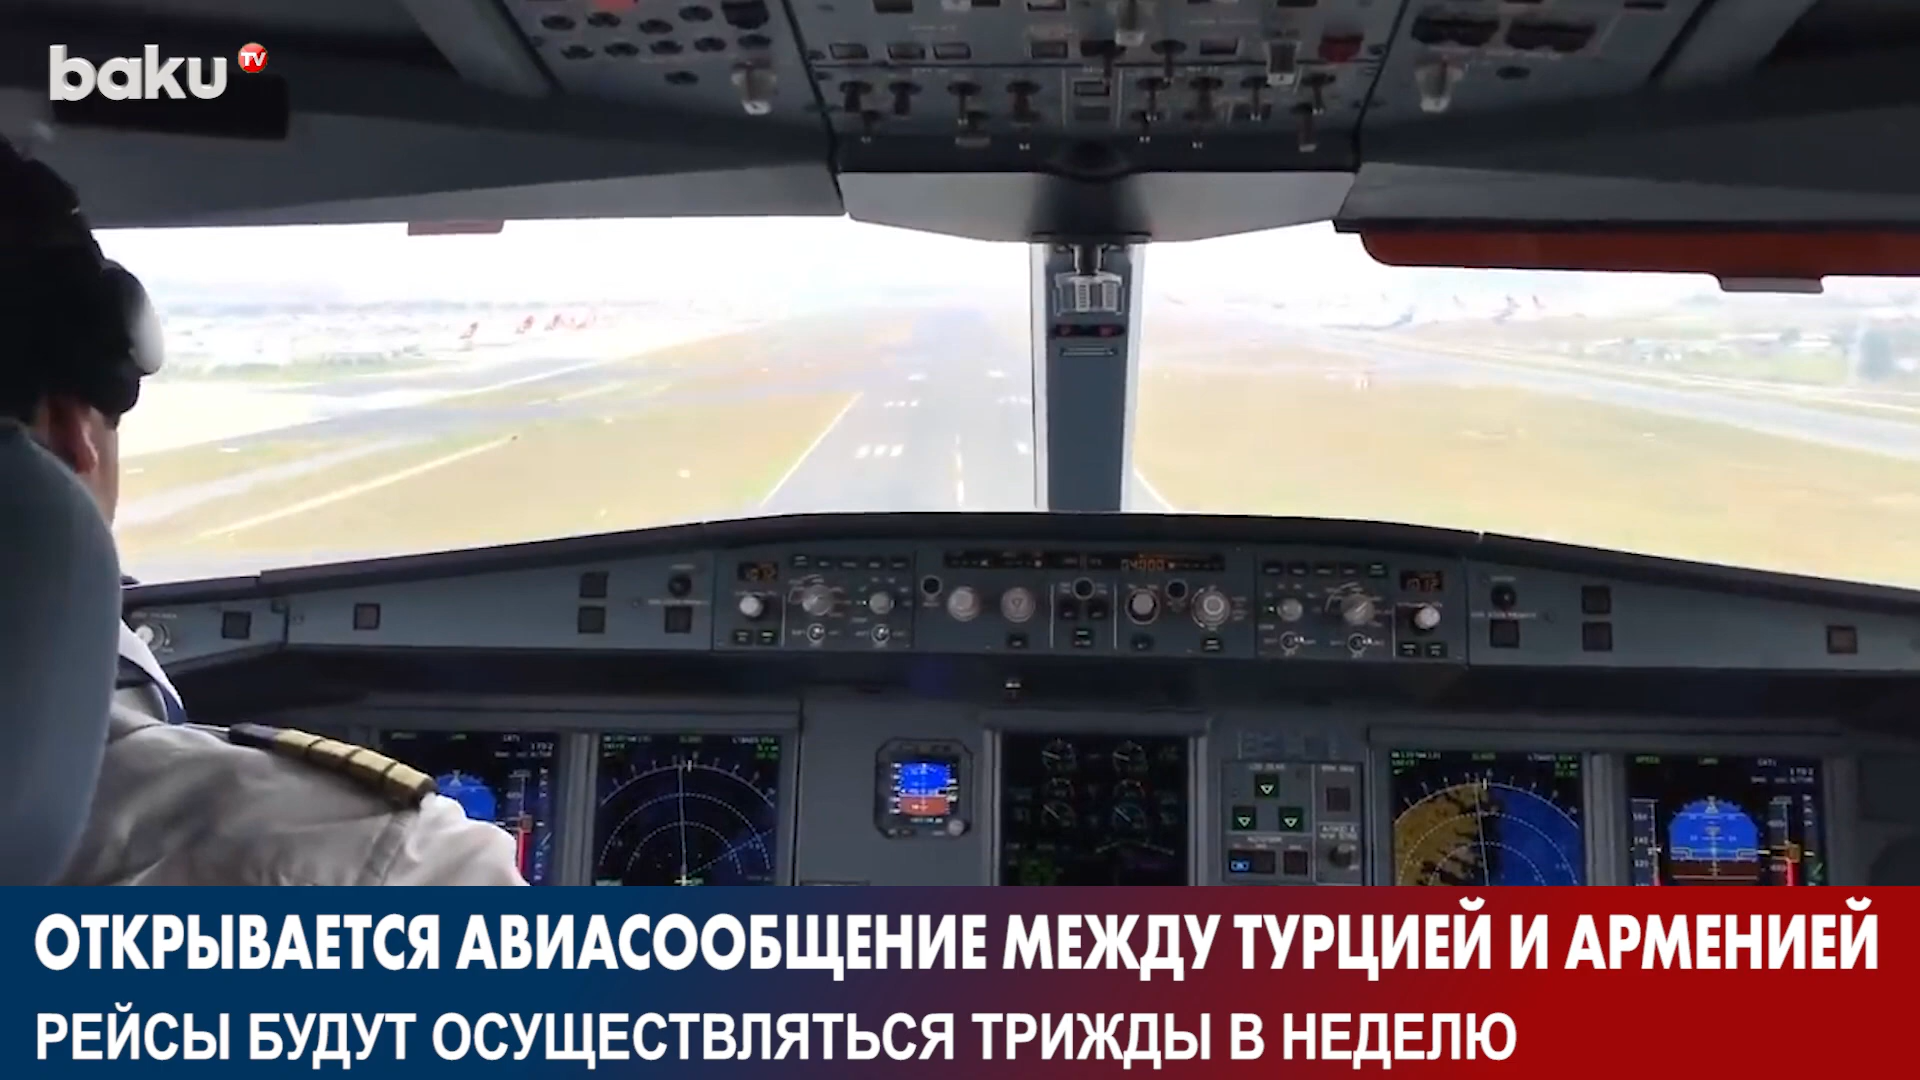 baku TV
ОТКРЫВАЕТСЯ АВИАСООБЩЕНИЕ МЕЖДУ ТУРЦИЕЙ И АРМЕНИЕЙ
РЕЙСЫ БУДУТ ОСУЩЕСТВЛЯТЬСЯ ТРИЖДЫ В НЕДЕЛЮ